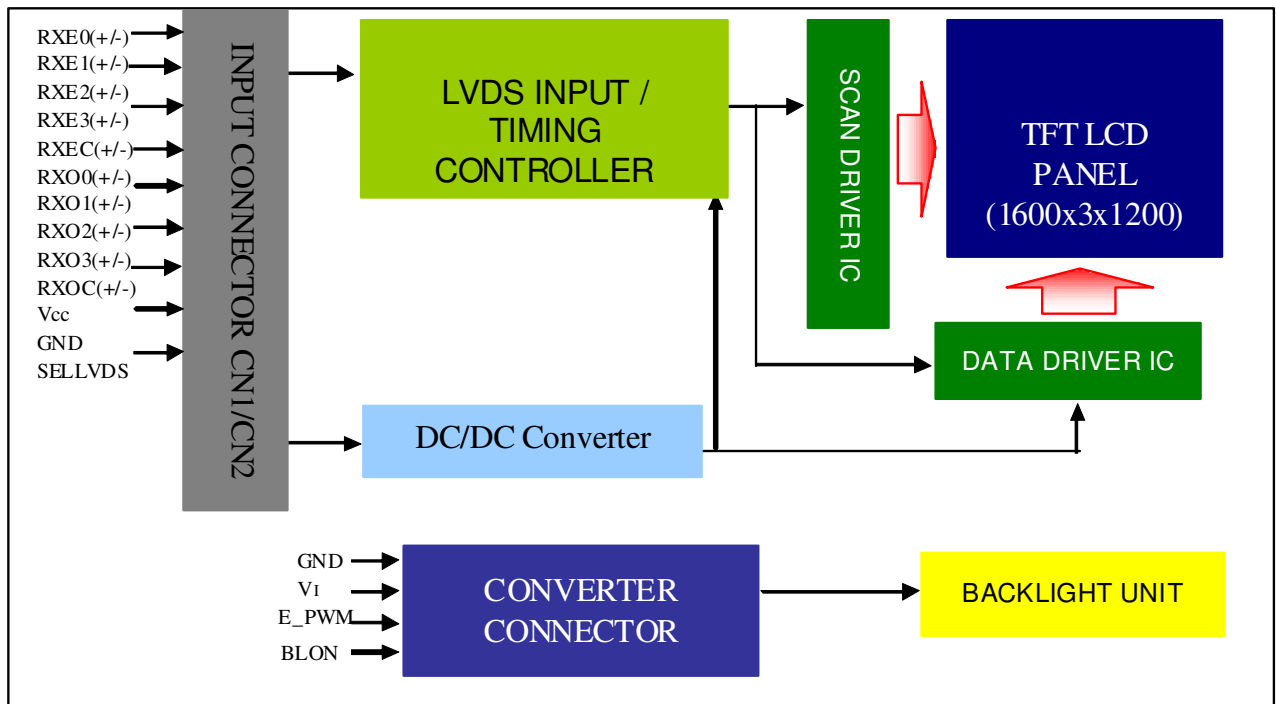 RXE0(+/-)
RXE1(+/-)
RXE2(+/-)
RXE3(+/-)
RXEC(+/-)
RXO0(+/-)
RXO1(+/-)
RXO2(+/-)
RXO3(+/-)
RXOC(+/-)
Vcc
GND
SELLVDS
INPUT CONNECTOR CN1/CN2
LVDS INPUT /
TIMING
CONTROLLER
SCAN DRIVER IC
TFT LCD
PANEL
(1600x3x1200)
DATA DRIVER IC
DC/DC Converter
GND
VI
E_PWM
BLON
CONVERTER
CONNECTOR
BACKLIGHT UNIT